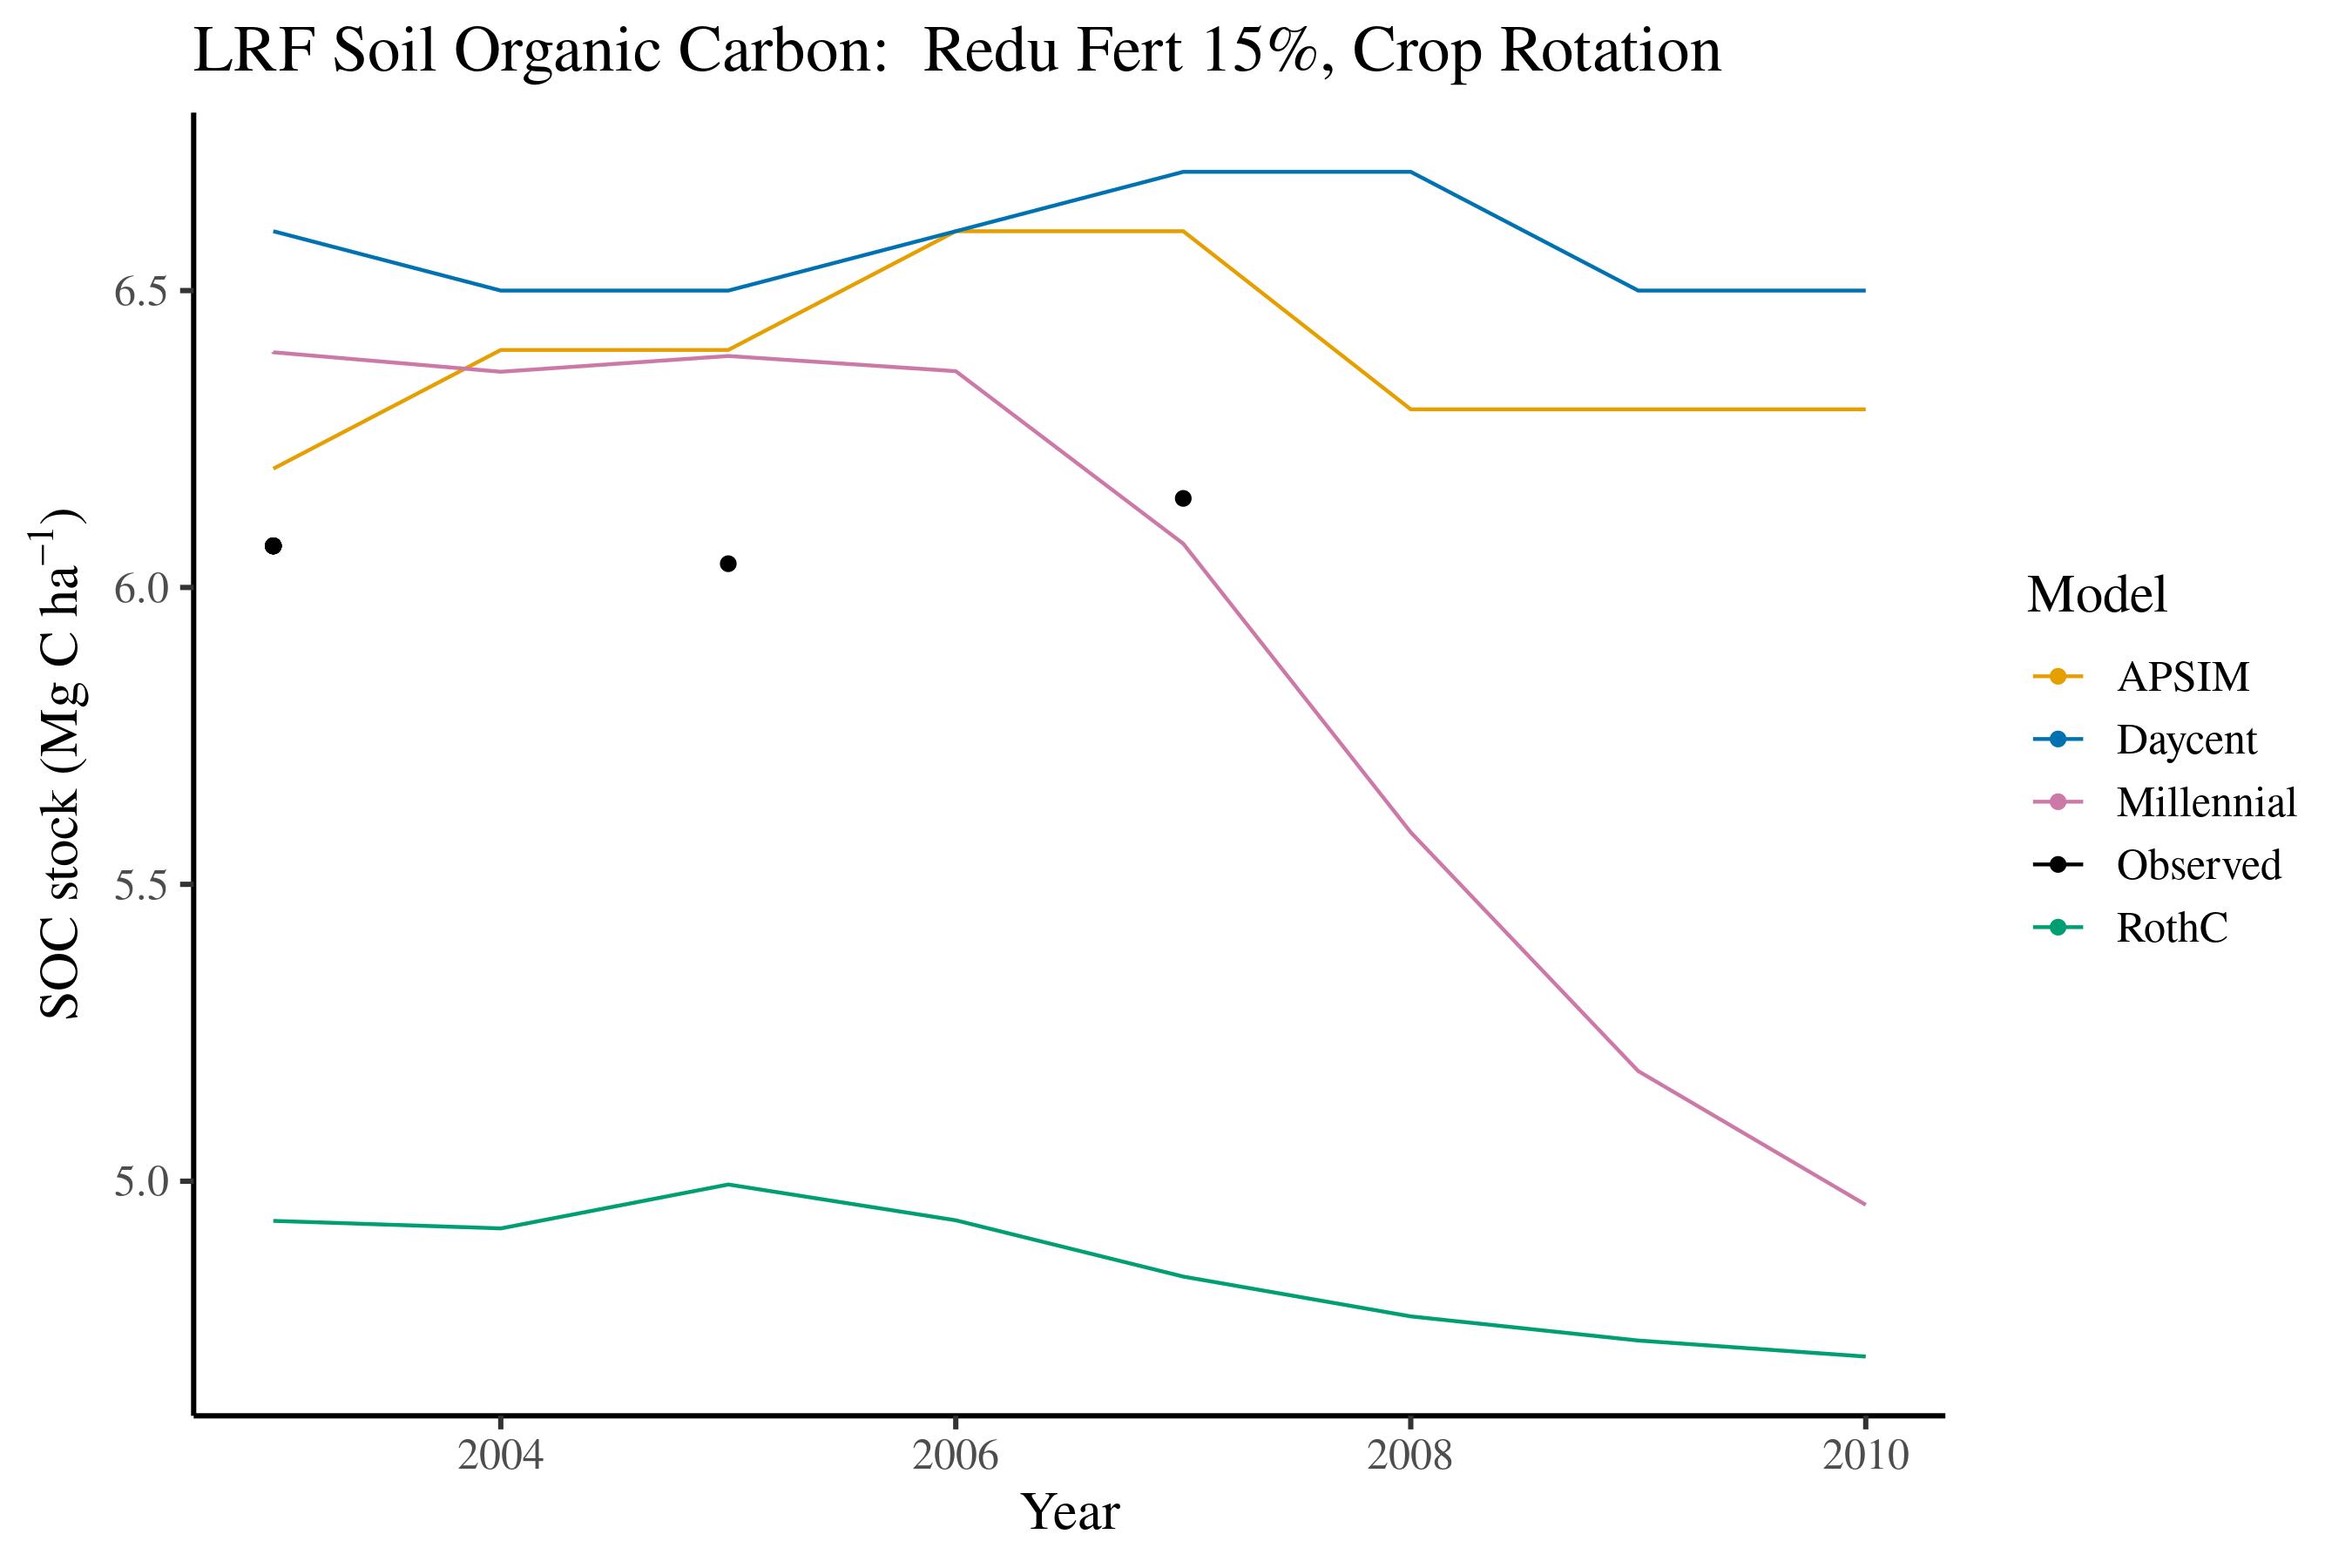 LRF Soil Organic Carbon:  Redu Fert 15%, Crop Rotation
SOC stock (Mg C ha⁻¹)
6.5
6.0
5.5
5.0
2004 2006 2008 2010
Year
Model
APSIM
Daycent
Millennial
Observed
RothC